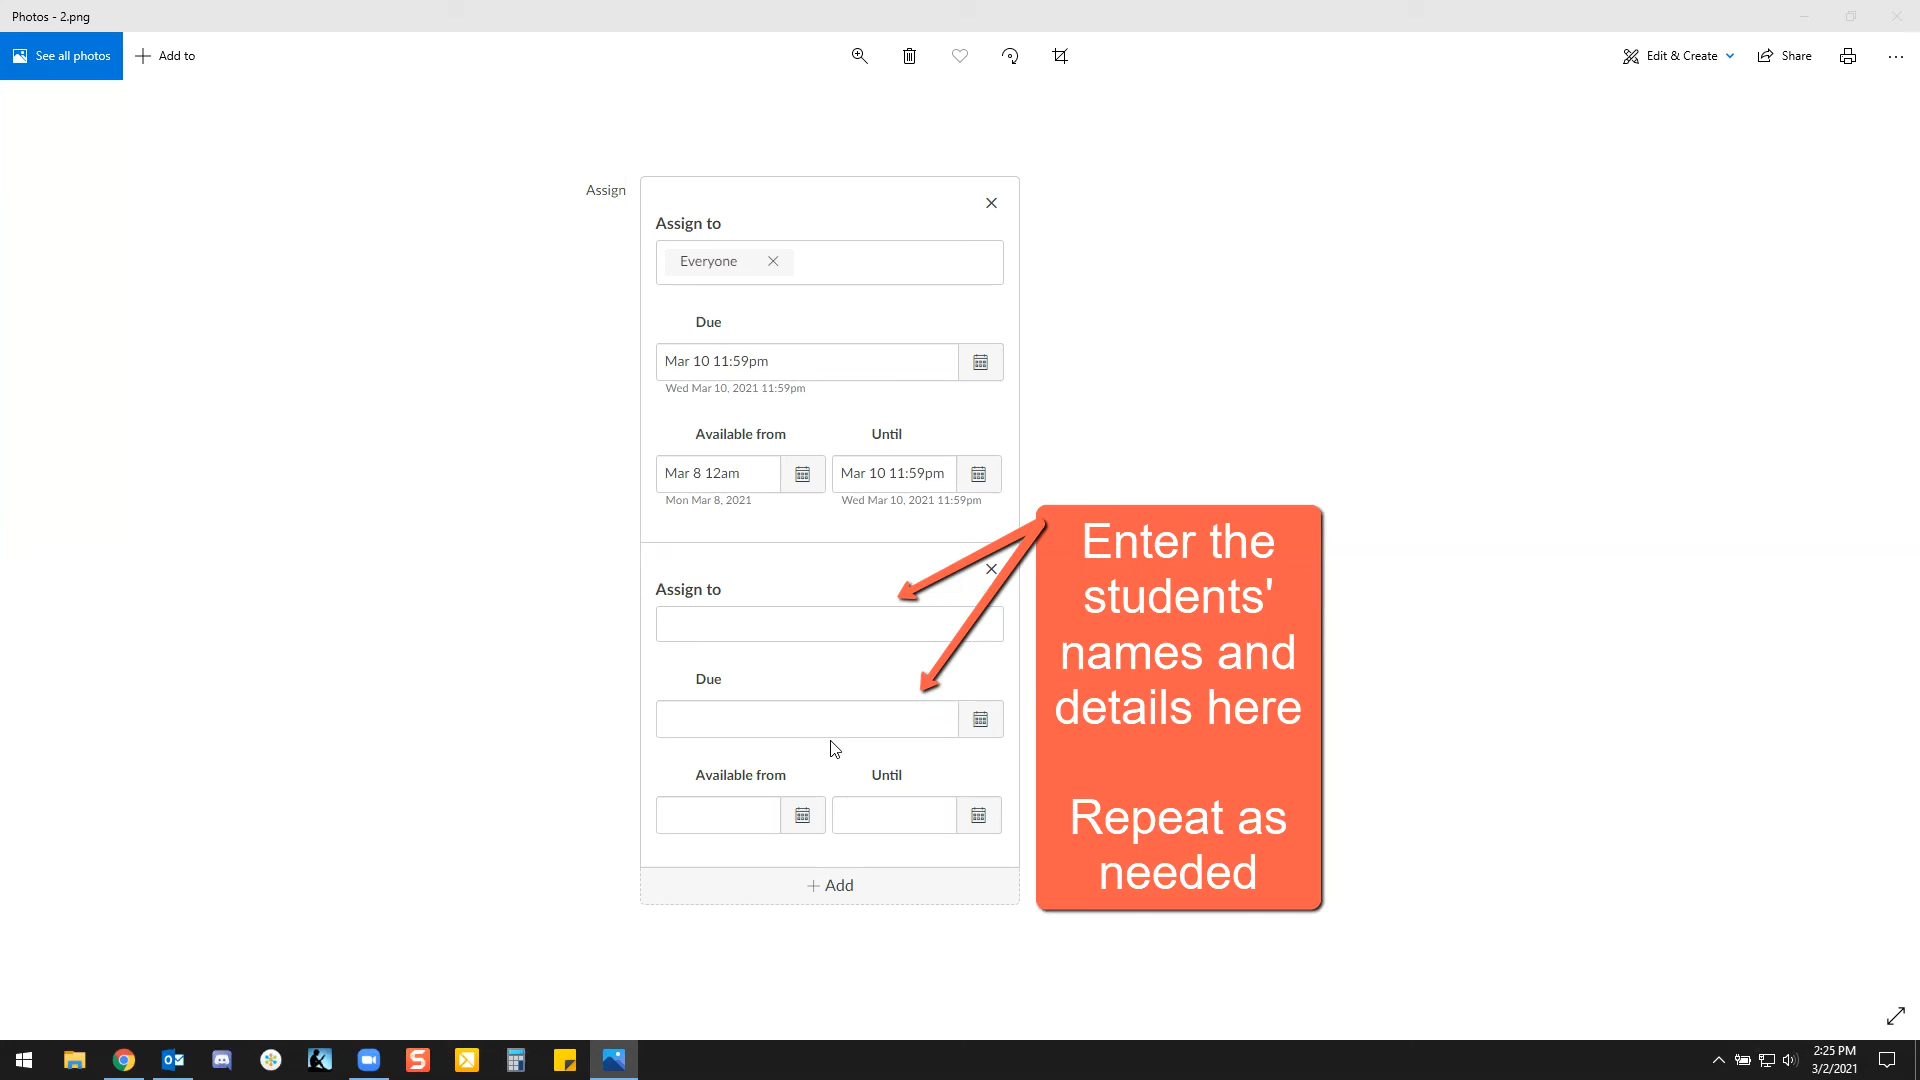 Photos - 2.png
See all photos
Add to
Edit & Create
Share
Assign
Assign to
Everyone
Due
Mar 10 11:59pm
Wed Mar 10, 2021 11:59pm
Available from Until
Mar 8 12am Mar 10 11:59pm
Mon Mar 8, 2021 Wed Mar 10, 2021 11:59pm
Assign to
Due
Available from Until
+ Add
Enter the
students'
names and
details here
Repeat as
needed
2:25 PM
3/2/2021